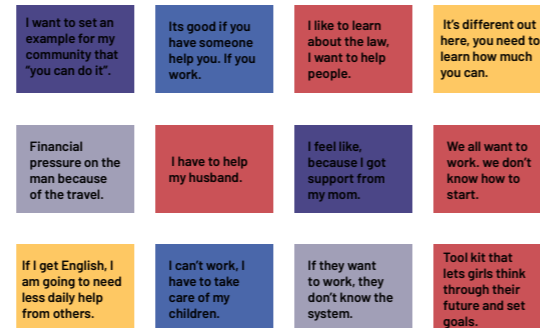 I want to set an
example for my
community that
“you can do it”.
Its good if you
have someone
help you. If you
work.
I like to learn
about the law,
I want to help
people.
It’s different out
here, you need to
learn how much
you can.
Financial
pressure on the
man because
of the travel.
I have to help
my husband.
I feel like,
because I got
support from
my mom.
We all want to
work. we don’t
know how to
start.
If I get English, I
am going to need
less daily help
from others.
I can’t work, I
have to take
care of my
children.
If they want
to work, they
don’t know the
system.
Tool kit that
lets girls think
through their
future and set
goals.